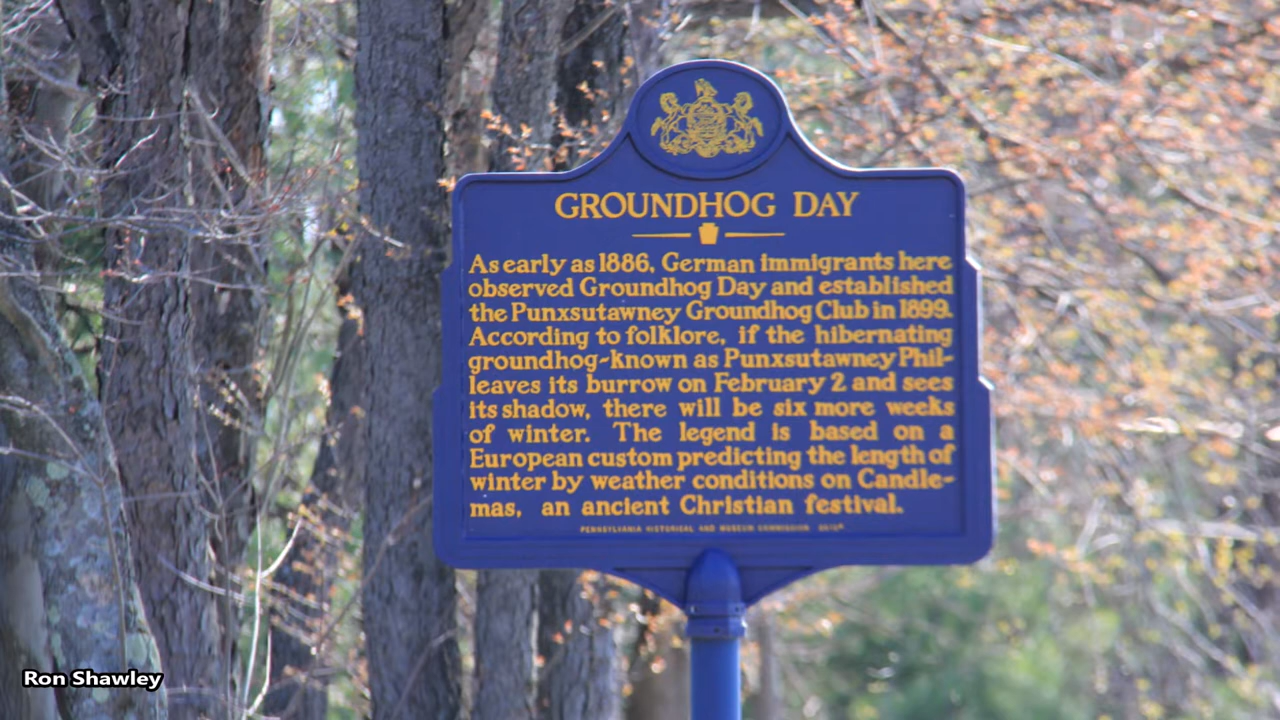 GROUNDHOG DAY
As early as 1886, German immigrants here
observed Groundhog Day and established
the Punxsutawney Groundhog Club in 1899.
According to folklore, if the hibernating
groundhog-known as Punxsutawney Phil-
leaves its burrow on February 2 and sees
its shadow, there will be six more weeks
of winter. The legend is based on a
European custom predicting the length of
winter by weather conditions on Candle-
mas, an ancient Christian festival.
PENNSYLVANIA HISTORICAL AND MUSEUM COMMISSION
Ron Shawley